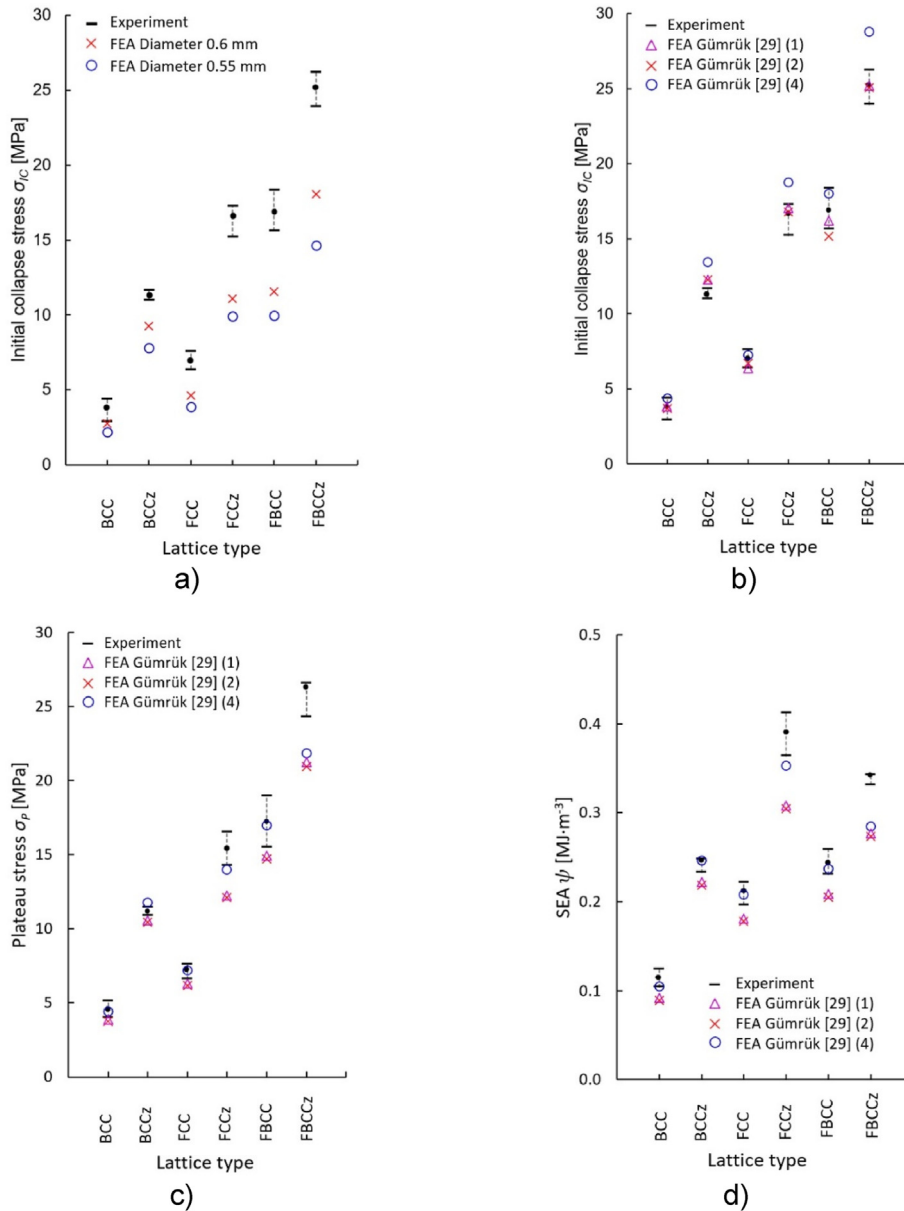 Experiment
FEA Diameter 0.6 mm
FEA Diameter 0.55 mm
Initial collapse stress σIC [MPa]
30
25
20
15
10
5
0
BCC
BCCz
FCC
FCCz
FBCC
FBCCz
Lattice type
a)
Experiment
FEA Gümrük [29] (1)
FEA Gümrük [29] (2)
FEA Gümrük [29] (4)
Initial collapse stress σIC [MPa]
30
25
20
15
10
5
0
BCC
BCCz
FCC
FCCz
FBCC
FBCCz
Lattice type
b)
Experiment
FEA Gümrük [29] (1)
FEA Gümrük [29] (2)
FEA Gümrük [29] (4)
Plateau stress σP [MPa]
30
25
20
15
10
5
0
BCC
BCCz
FCC
FCCz
FBCC
FBCCz
Lattice type
c)
SEA ψ [MJ·m-3]
0.5
0.4
0.3
0.2
0.1
0.0
Experiment
FEA Gümrük [29] (1)
FEA Gümrük [29] (2)
FEA Gümrük [29] (4)
BCC
BCCz
FCC
FCCz
FBCC
FBCCz
Lattice type
d)